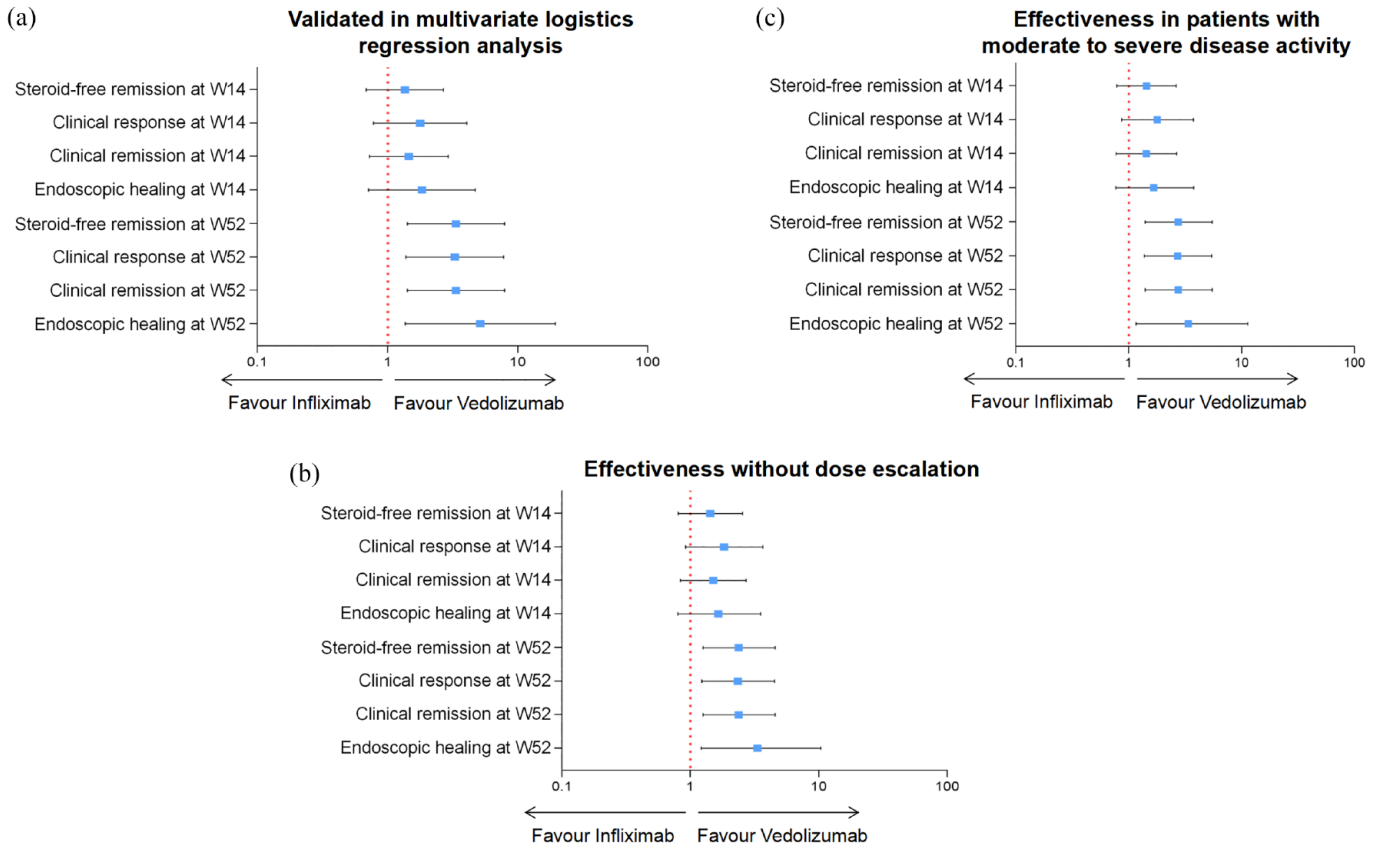 (a)
Validated in multivariate logistics
regression analysis
Steroid-free remission at W14
Clinical response at W14
Clinical remission at W14
Endoscopic healing at W14
Steroid-free remission at W52
Clinical response at W52
Clinical remission at W52
Endoscopic healing at W52
0.1 1 10 100
Favour Infliximab Favour Vedolizumab
(c)
Effectiveness in patients with
moderate to severe disease activity
Steroid-free remission at W14
Clinical response at W14
Clinical remission at W14
Endoscopic healing at W14
Steroid-free remission at W52
Clinical response at W52
Clinical remission at W52
Endoscopic healing at W52
0.1 1 10 100
Favour Infliximab Favour Vedolizumab
(b)
Effectiveness without dose escalation
Steroid-free remission at W14
Clinical response at W14
Clinical remission at W14
Endoscopic healing at W14
Steroid-free remission at W52
Clinical response at W52
Clinical remission at W52
Endoscopic healing at W52
0.1 1 10 100
Favour Infliximab Favour Vedolizumab